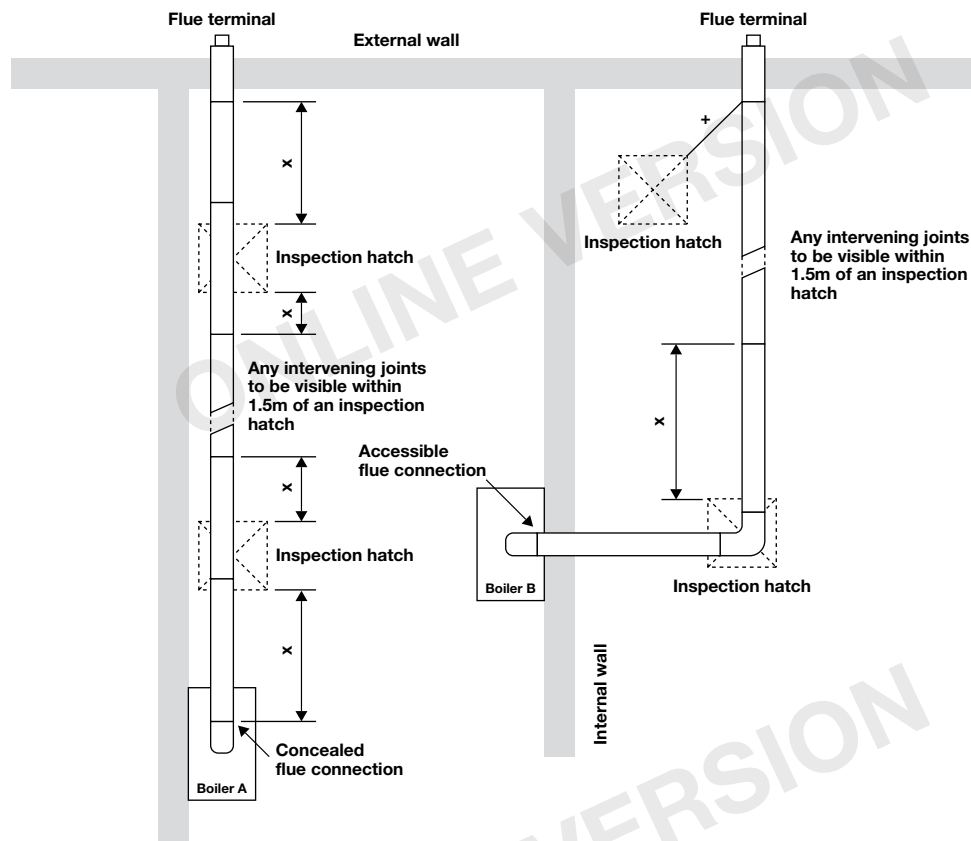 Flue terminal
External wall
Flue terminal
x
+
Inspection hatch
Inspection hatch
x
Any intervening joints
to be visible within
1.5m of an inspection
hatch
Any intervening joints
to be visible within
1.5m of an inspection
hatch
x
Accessible
flue connection
x
Inspection hatch
Boiler B
Inspection hatch
x
Internal wall
Concealed
flue connection
Boiler A
ONLINE VERSION
VERSION